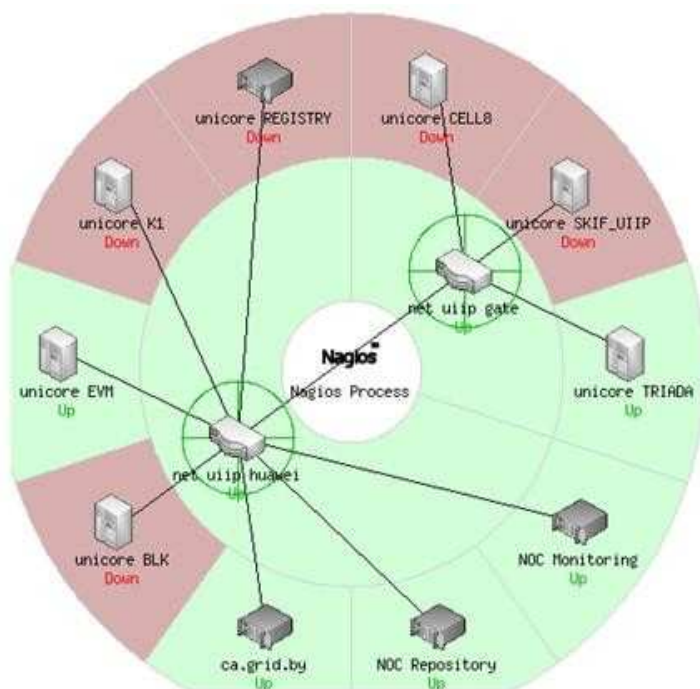 unicore REGISTRY
Down
unicore CELL8
Down
unicore K1
Down
unicore SKIF_UIIP
Down
net uiip gate
Up
Nagios
Nagios Process
unicore EVM
Up
unicore TRIADA
Up
net uiip huawei
Up
unicore BLK
Down
NOC Monitoring
Up
ca.grid.by
Up
NOC Repository
Up